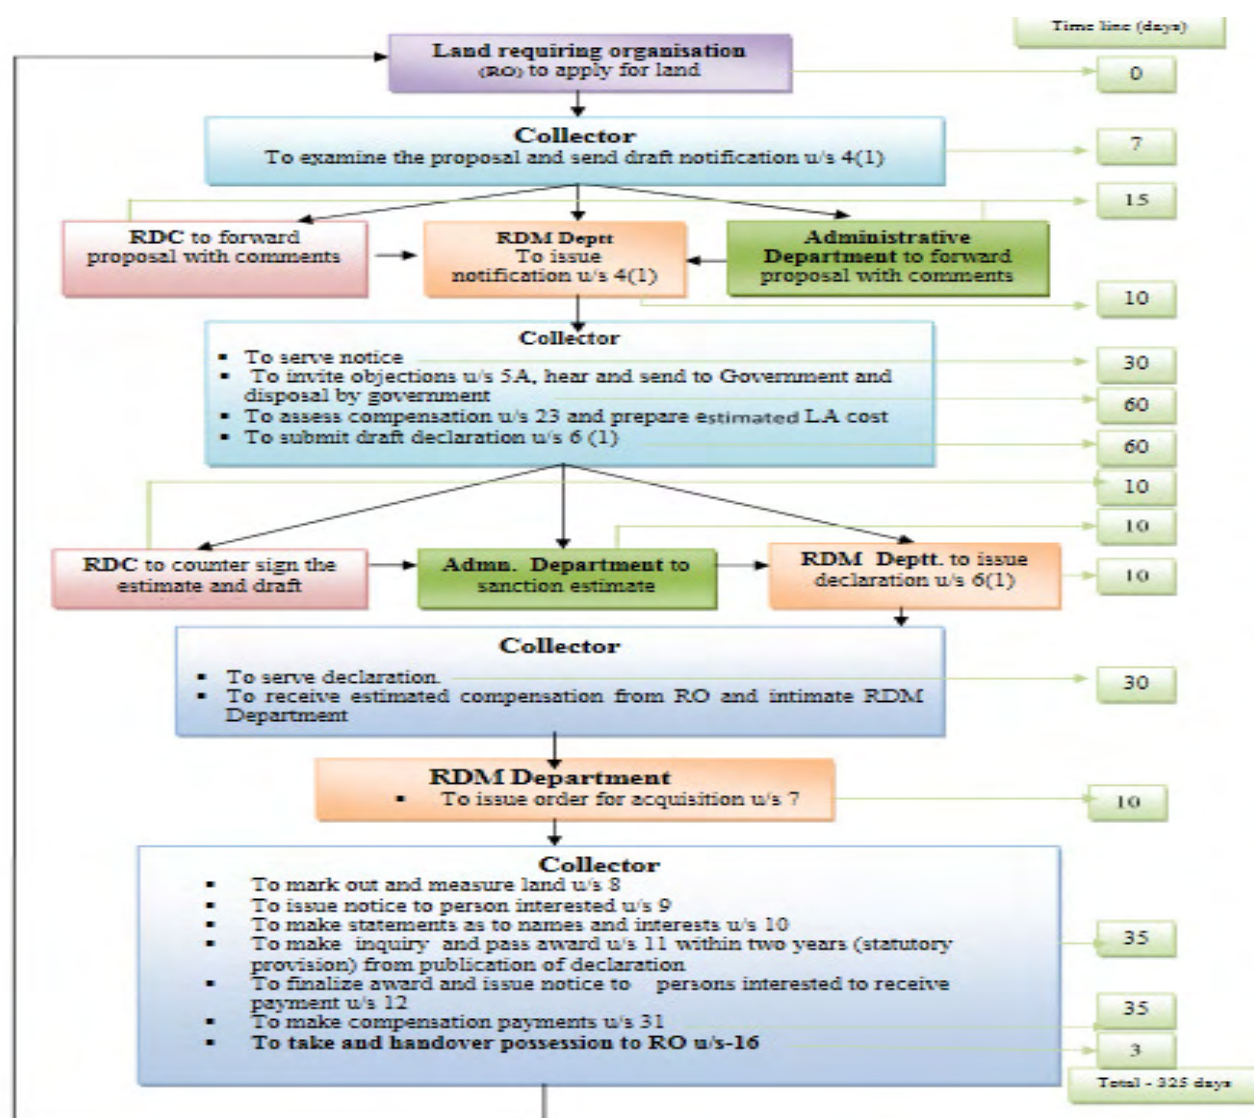 Time line (days)
Land requiring organisation
(RO) to apply for land
0
Collector
To examine the proposal and send draft notification u/s 4(1)
7
15
RDC to forward
proposal with comments
RDM Deptt
To issue
notification u/s 4(1)
Administrative
Department to forward
proposal with comments
10
Collector
▪ To serve notice
30
▪ To invite objections u/s 5A, hear and send to Government and
disposal by government
60
▪ To assess compensation u/s 23 and prepare estimated LA cost
▪ To submit draft declaration u/s 6 (1)
60
10
10
RDC to counter sign the
estimate and draft
Admn. Department to
sanction estimate
RDM Deptt. to issue
declaration u/s 6(1)
10
Collector
▪ To serve declaration.
30
▪ To receive estimated compensation from RO and intimate RDM
Department
RDM Department
▪ To issue order for acquisition u/s 7
10
Collector
▪ To mark out and measure land u/s 8
▪ To issue notice to person interested u/s 9
▪ To make statements as to names and interests u/s 10
▪ To make inquiry and pass award u/s 11 within two years (statutory
provision) from publication of declaration
35
▪ To finalize award and issue notice to persons interested to receive
payment u/s 12
35
▪ To make compensation payments u/s 31
▪ To take and handover possession to RO u/s-16
3
Total - 325 days